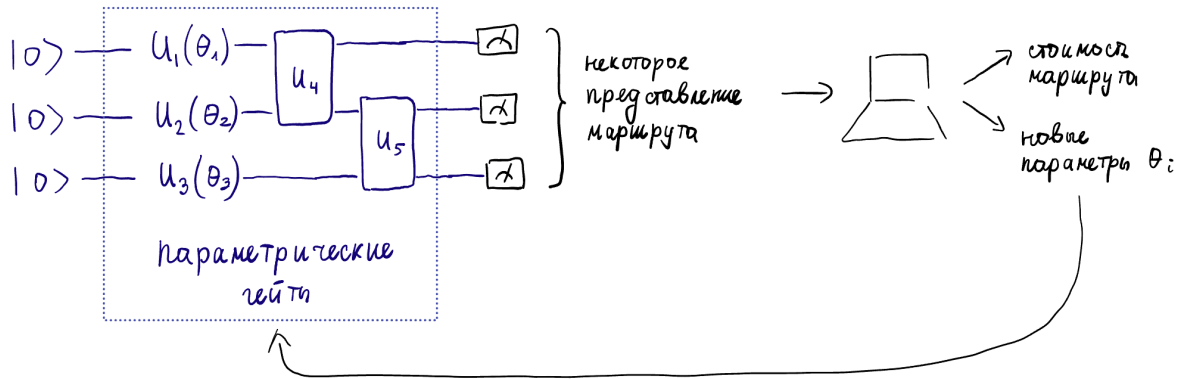 |0> U₁(θ₁)
U₄
|0> U₂(θ₂)
U₅
|0> U₃(θ₃)
параметрические
гейты
некоторое
представление
маршрута
стоимость
маршрута
новые
параметры θᵢ